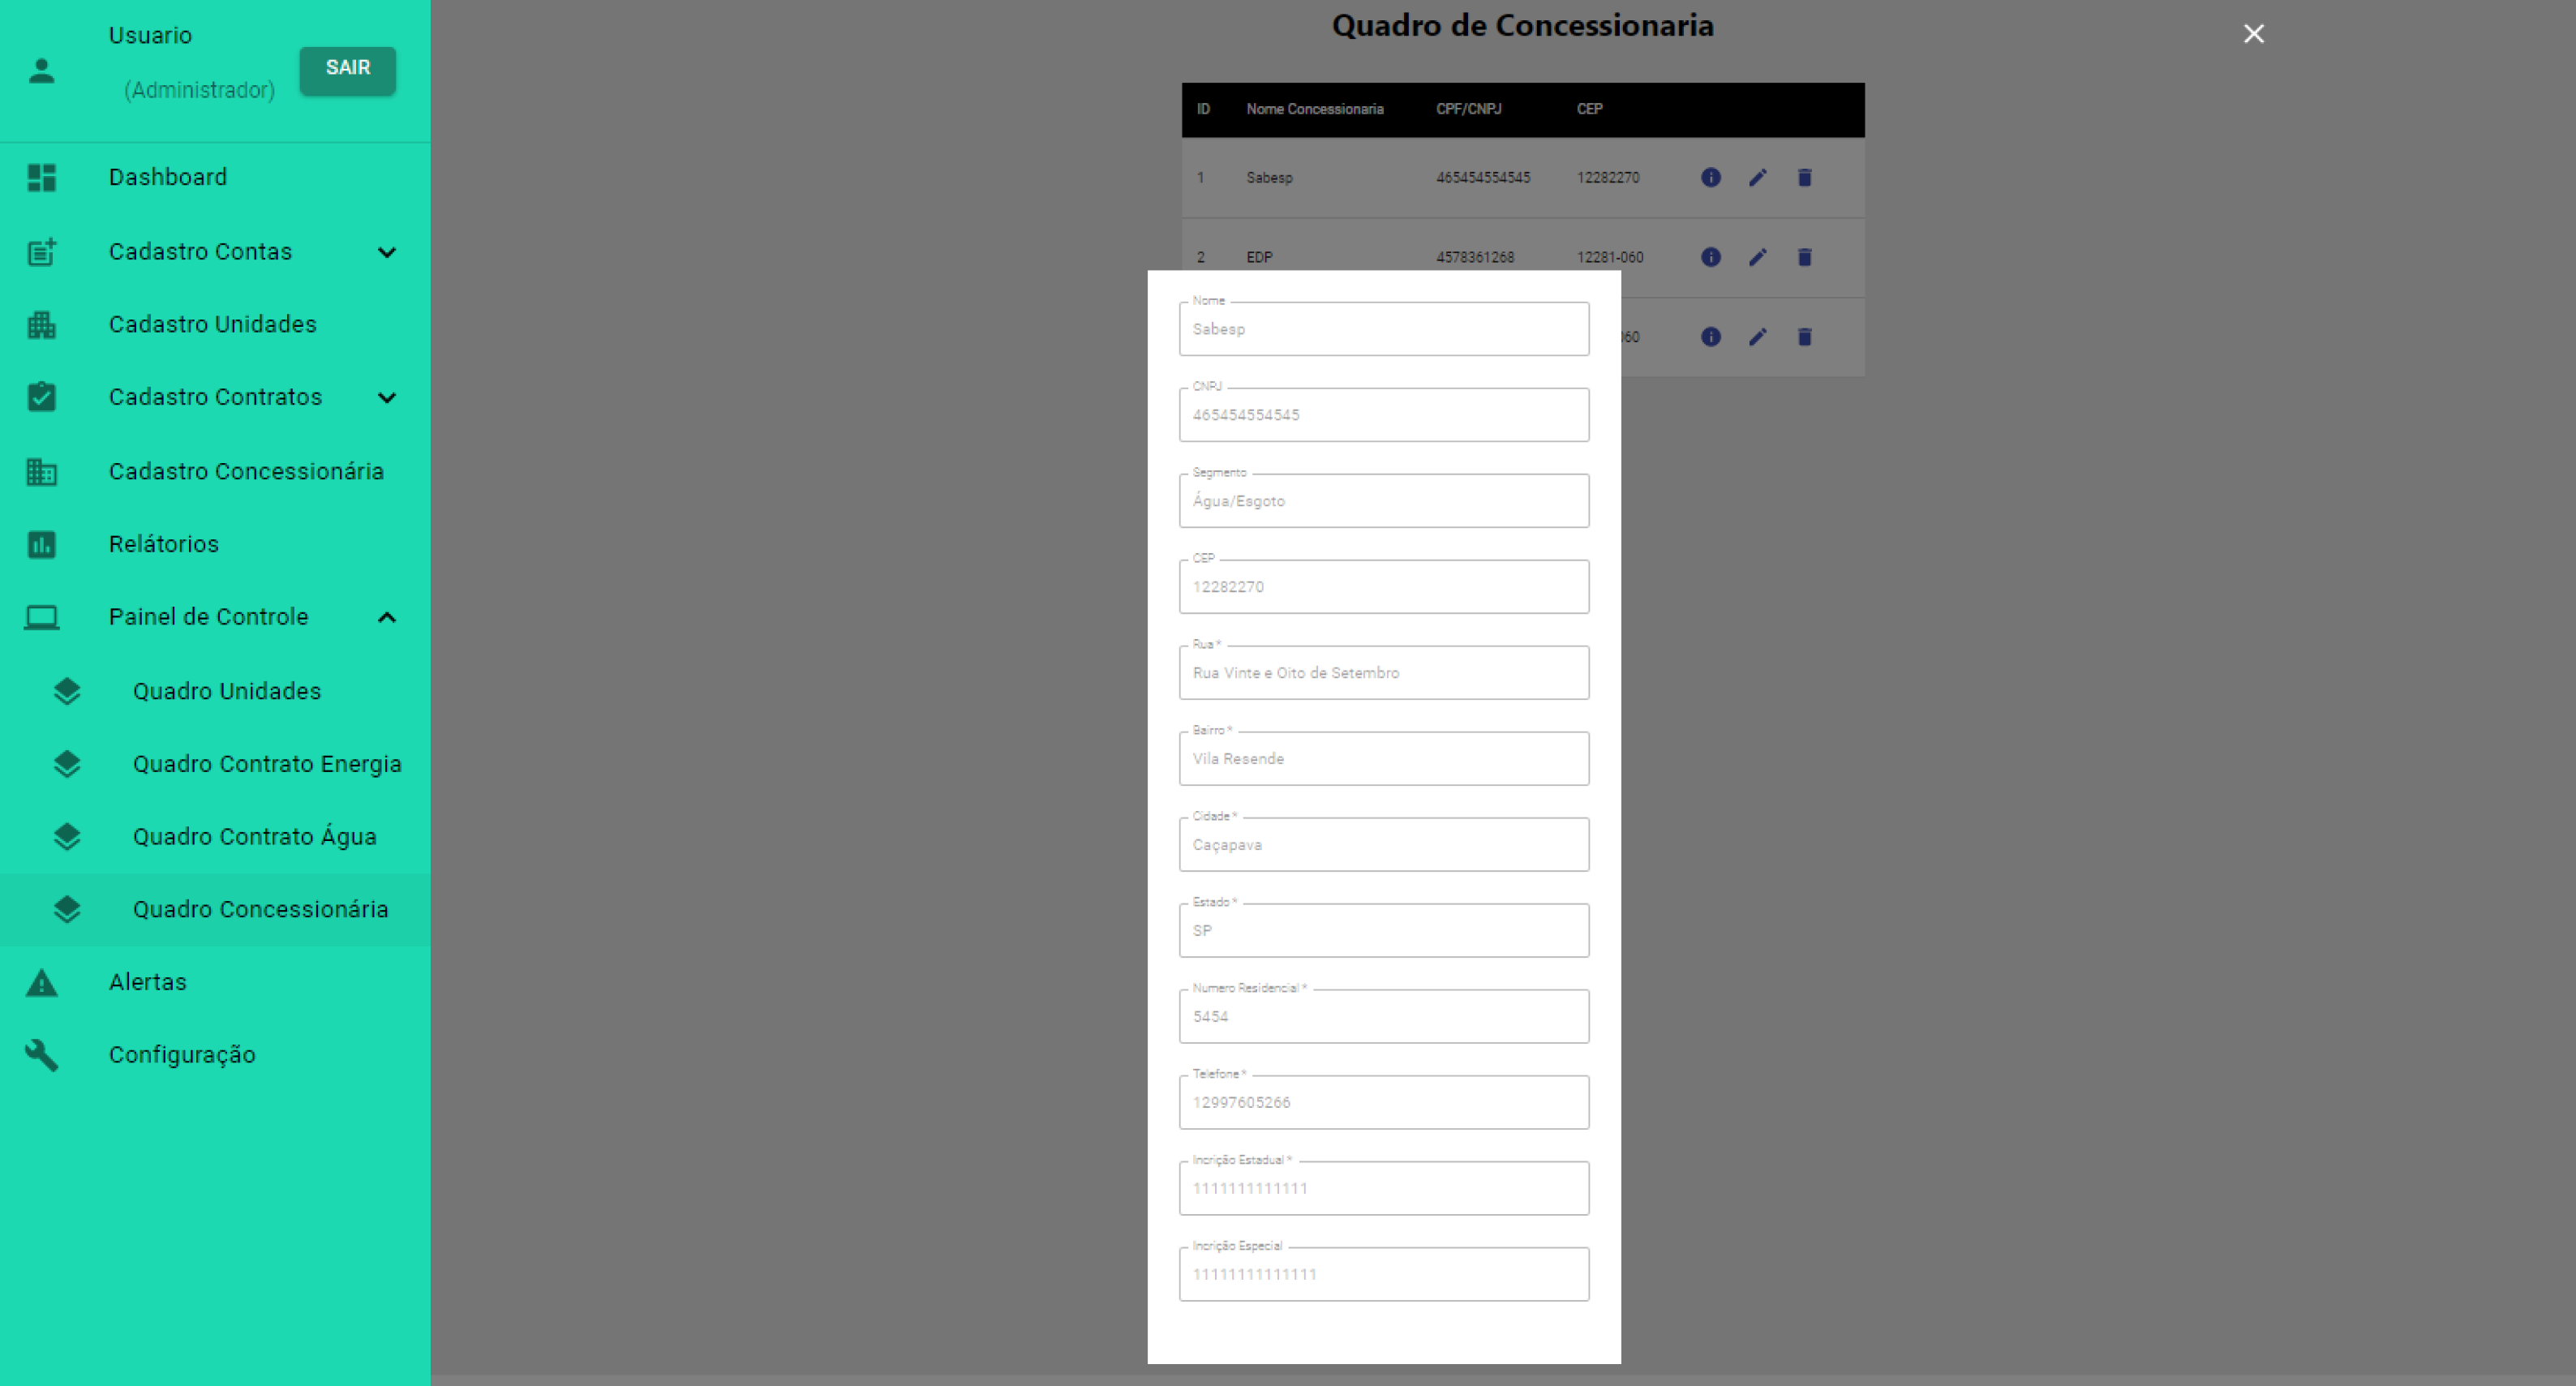 Usuario
(Administrador)
SAIR
Dashboard
Cadastro Contas
Cadastro Unidades
Cadastro Contratos
Cadastro Concessionária
Relátorios
Painel de Controle
Quadro Unidades
Quadro Contrato Energia
Quadro Contrato Água
Quadro Concessionária
Alertas
Configuração
Quadro de Concessionaria
ID Nome Concessionaria CPF/CNPJ CEP
1 Sabesp 465454554545 12282270
2 EDP 4578361268 12281-060
060
Nome
Sabesp
CNPJ
465454554545
Segmento
Água/Esgoto
CEP
12282270
Rua *
Rua Vinte e Oito de Setembro
Bairro *
Vila Resende
Cidade *
Caçapava
Estado *
SP
Numero Residencial *
5454
Telefone *
12997605266
Incrição Estadual *
1111111111111
Incrição Especial
11111111111111